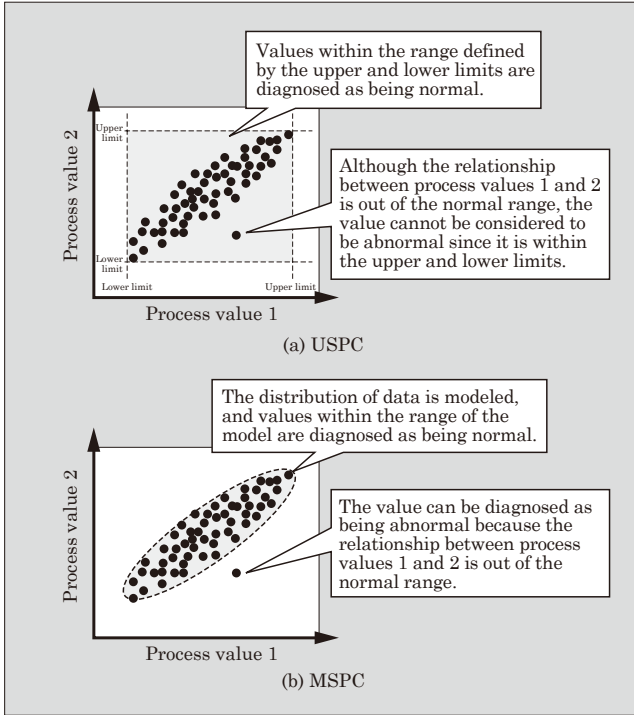 Values within the range defined
by the upper and lower limits are
diagnosed as being normal.
Process value 2
Upper
limit
Although the relationship
between process values 1 and 2
is out of the normal range, the
value cannot be considered to
be abnormal since it is within
the upper and lower limits.
Lower
limit
Lower limit
Upper limit
Process value 1
(a) USPC
The distribution of data is modeled,
and values within the range of the
model are diagnosed as being normal.
Process value 2
The value can be diagnosed as
being abnormal because the
relationship between process
values 1 and 2 is out of the
normal range.
Process value 1
(b) MSPC